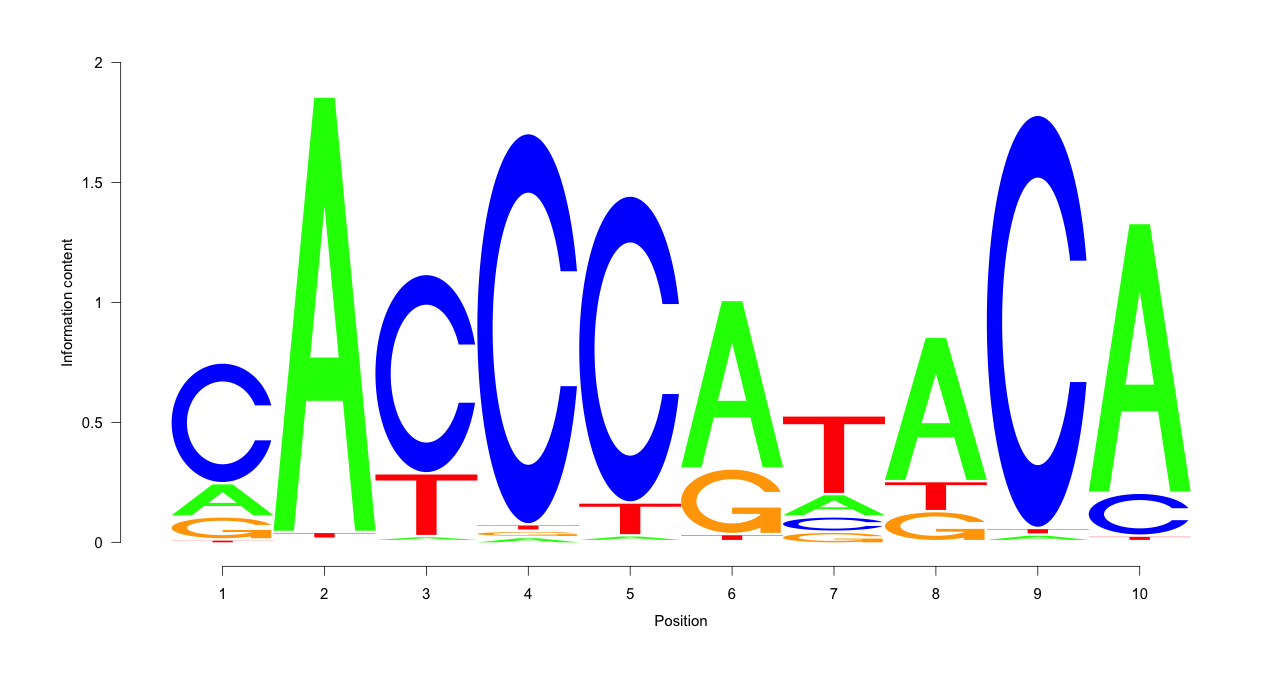 Information content
2
1.5
1
0.5
0
C A C C C A T A C A
A T T T T G A T T C
G G A G C G T
T A T G A
1 2 3 4 5 6 7 8 9 10
Position